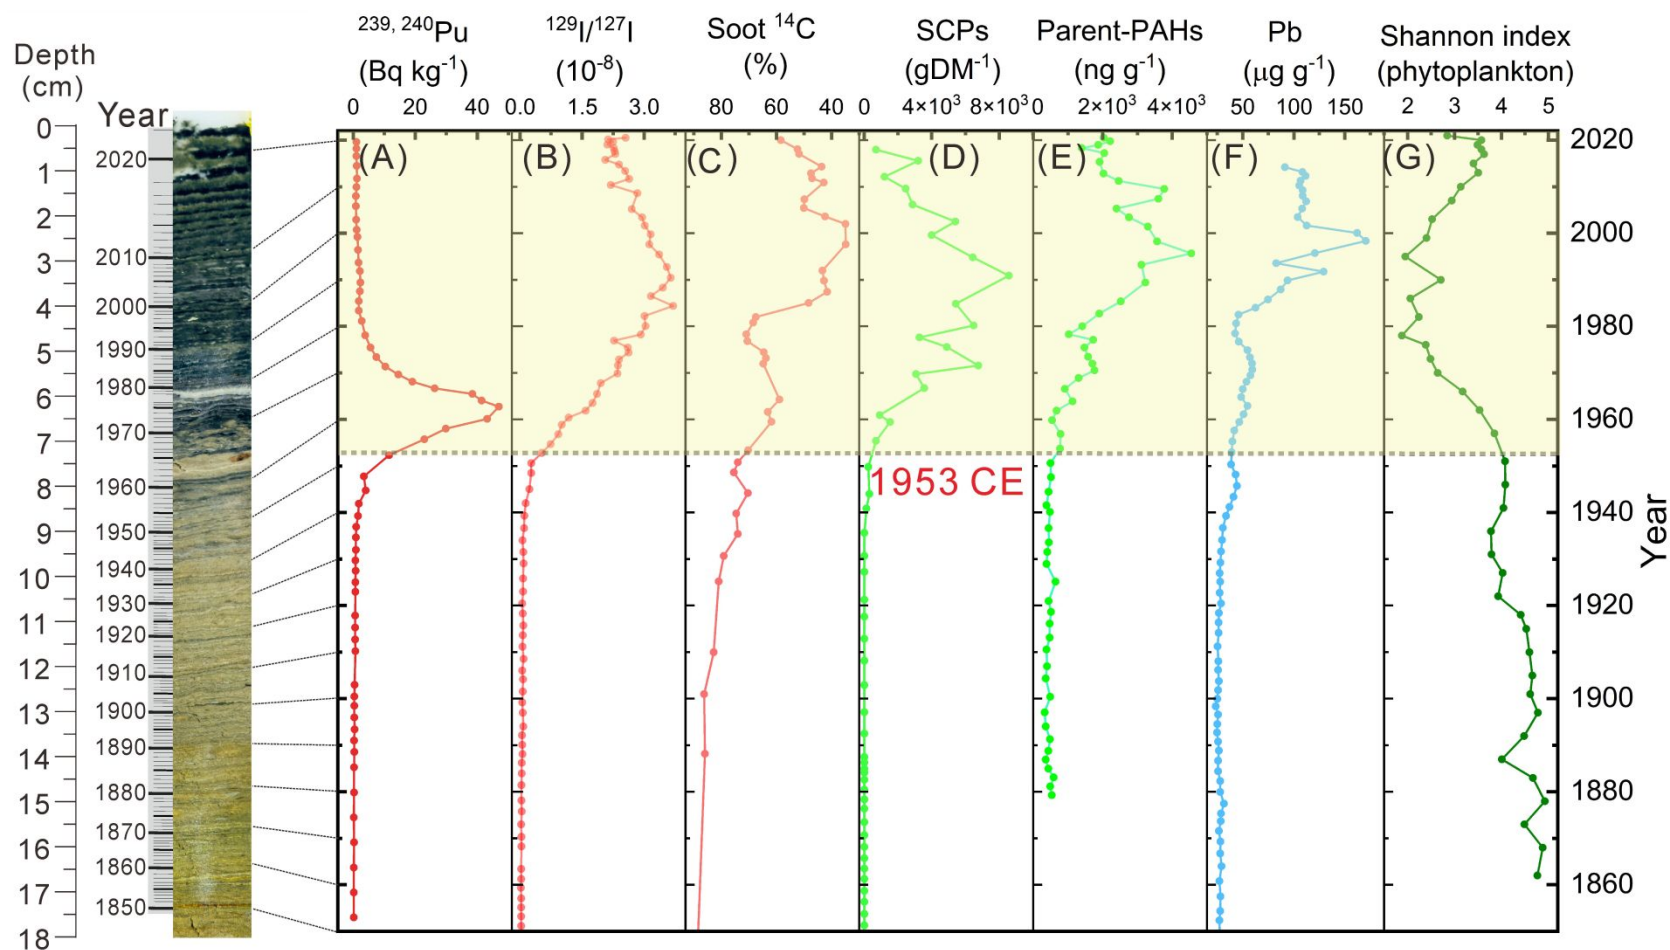 239, 240Pu
129I/127I
Soot 14C
SCPs
Parent-PAHs
Pb
Shannon index
Depth
(cm)
(Bq kg-1)
(10-8)
(%)
(gDM-1)
(ng g-1)
(μg g-1)
(phytoplankton)
Year
0 20 40
0.0 1.5 3.0
80 60 40
0 4×10³ 8×10³
0 2×10³ 4×10³
50 100 150
2 3 4 5
(A)
(B)
(C)
(D)
(E)
(F)
(G)
0
1
2
3
4
5
6
7
8
9
10
11
12
13
14
15
16
17
18
2020
2010
2000
1990
1980
1970
1960
1950
1940
1930
1920
1910
1900
1890
1880
1870
1860
1850
1953 CE
2020
2000
1980
1960
1940
1920
1900
1880
1860
Year